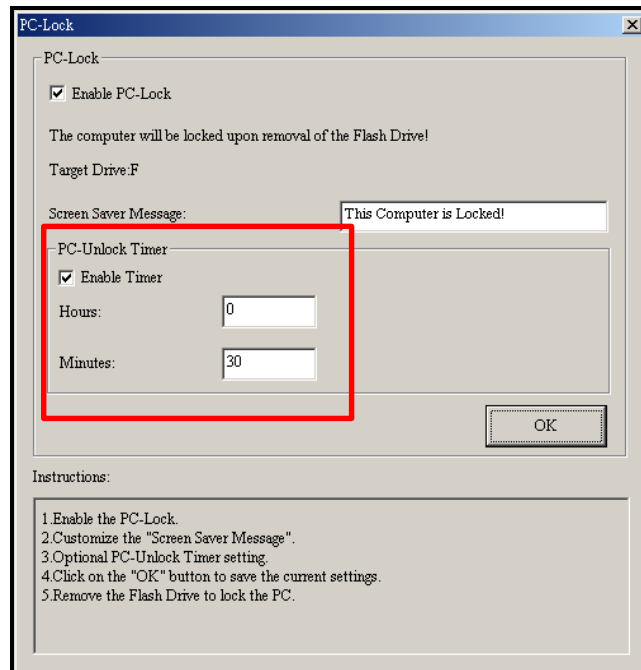 PC-Lock
PC-Lock
Enable PC-Lock
The computer will be locked upon removal of the Flash Drive!
Target Drive:F
Screen Saver Message: This Computer is Locked!
PC-Unlock Timer
Enable Timer
Hours: 0
Minutes: 30
OK
Instructions:
1.Enable the PC-Lock.
2.Customize the "Screen Saver Message".
3.Optional PC-Unlock Timer setting.
4.Click on the "OK" button to save the current settings.
5.Remove the Flash Drive to lock the PC.